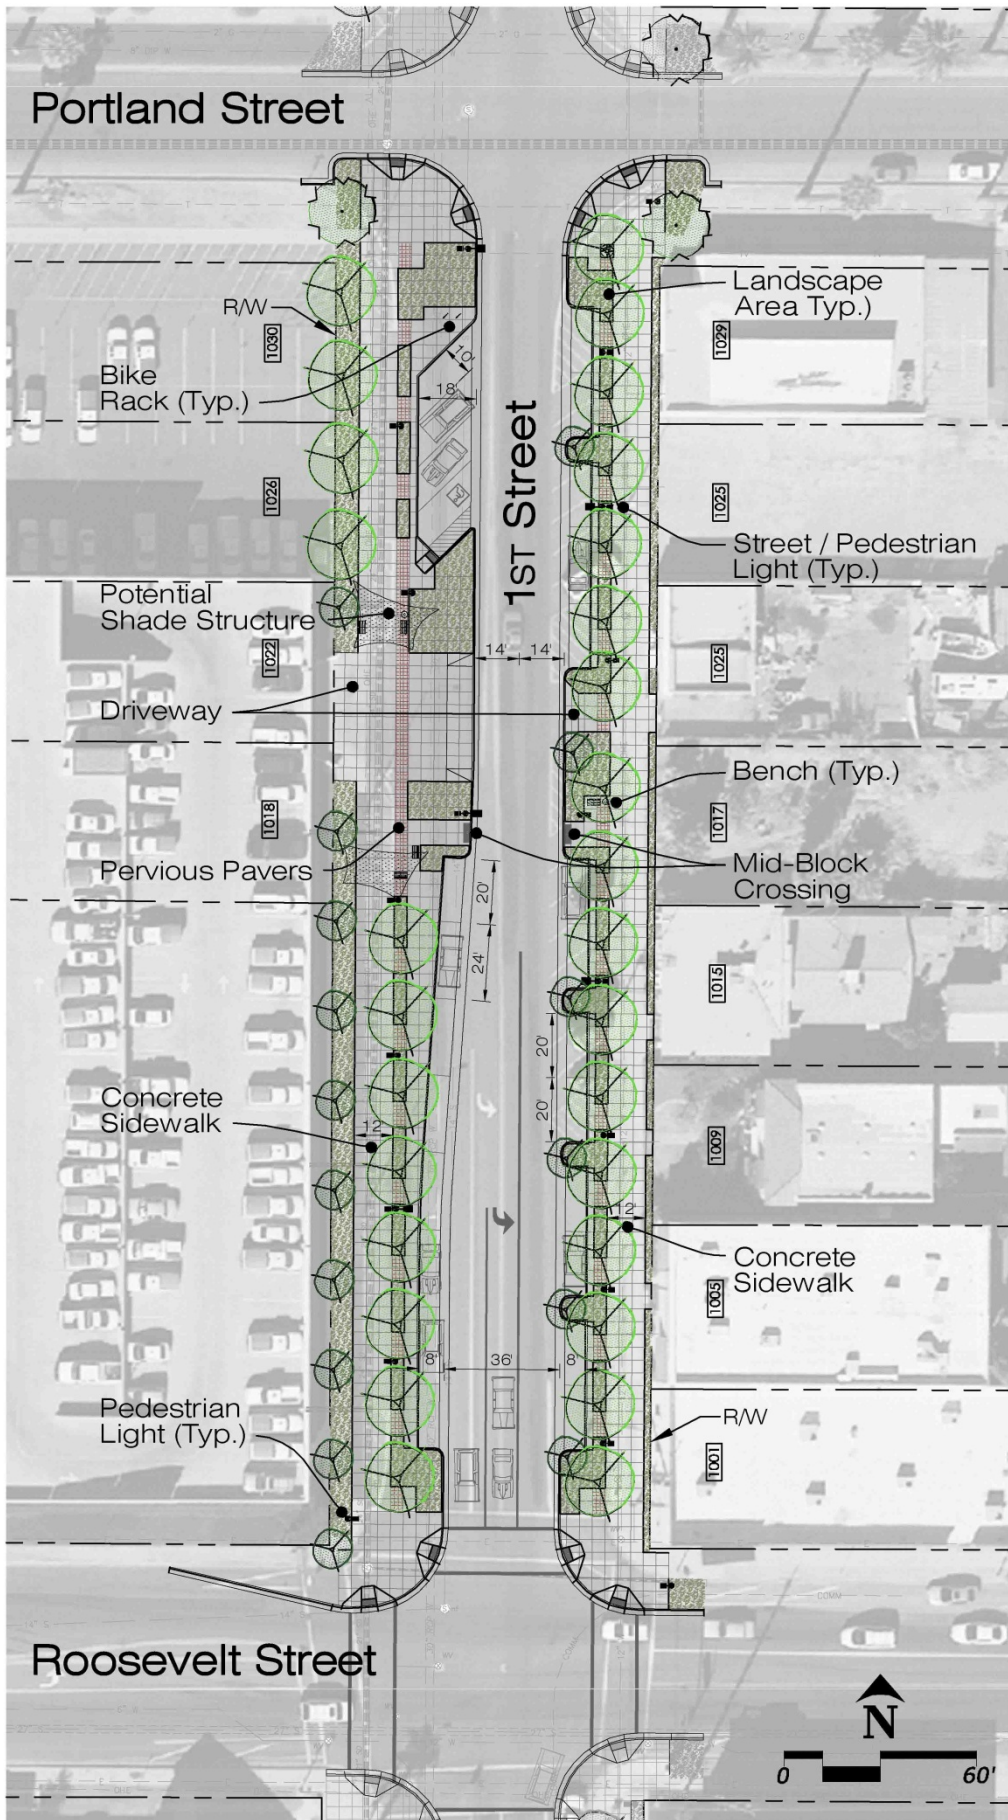 Portland Street
R/W
1030
Bike
Rack (Typ.)
10'
18'
Landscape
Area Typ.)
1029
1ST Street
1026
1025
Street / Pedestrian
Light (Typ.)
Potential
Shade Structure
1022
14'
14'
1025
Driveway
Bench (Typ.)
1018
1017
Pervious Pavers
Mid-Block
Crossing
20'
24'
1015
20'
20'
Concrete
Sidewalk
12'
1009
12'
Concrete
Sidewalk
1005
8'
36'
8'
Pedestrian
Light (Typ.)
R/W
1001
COMM
Roosevelt Street
N
0
60'